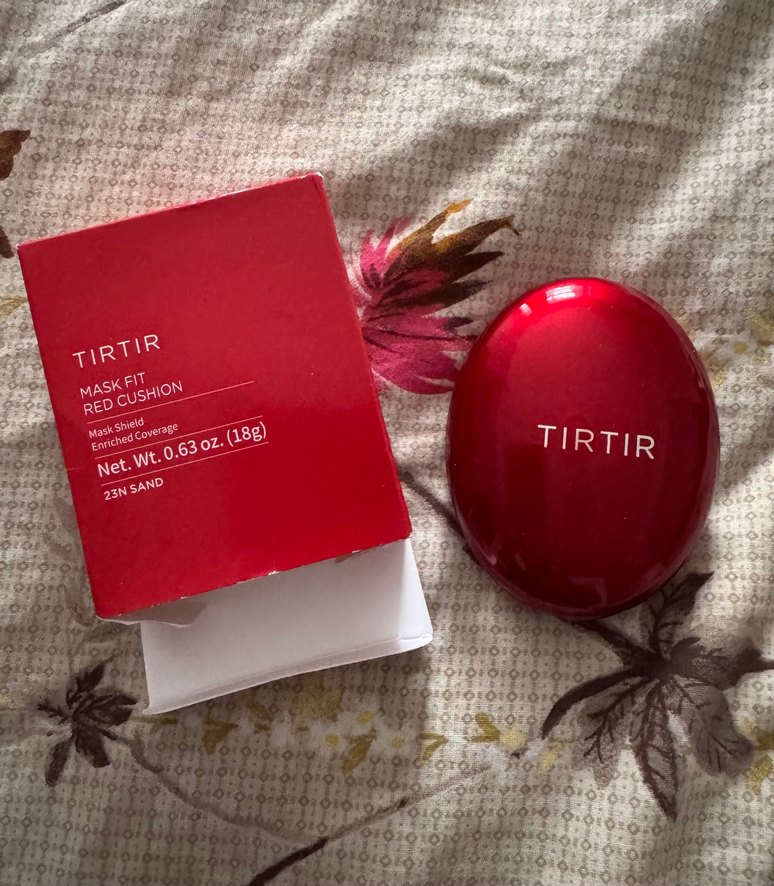 TIRTIR
MASK FIT
RED CUSHION
Mask Shield
Enriched Coverage
Net. Wt. 0.63 oz. (18g)
23N SAND
TIRTIR